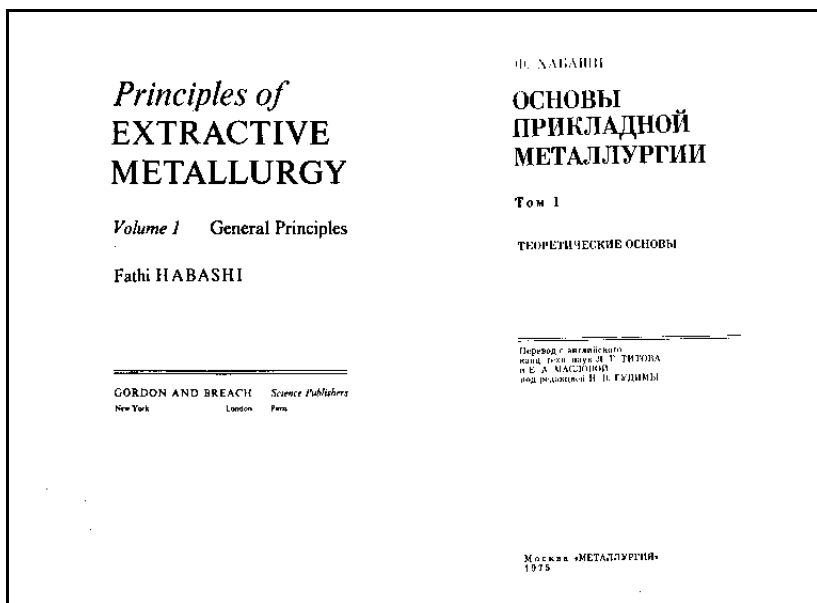 Principles of
EXTRACTIVE
METALLURGY
Volume 1 General Principles
Fathi HABASHI
GORDON AND BREACH Science Publishers
New York London Paris
Ф. ХАБАШИ
ОСНОВЫ
ПРИКЛАДНОЙ
МЕТАЛЛУРГИИ
Том 1
ТЕОРЕТИЧЕСКИЕ ОСНОВЫ
Перевод с английского
канд. техн. наук Л. Г. ТИТОВА
и Е. А. МАСЛОВОЙ
под редакцией Н. В. ГУДИМЫ
Москва «МЕТАЛЛУРГИЯ»
1975